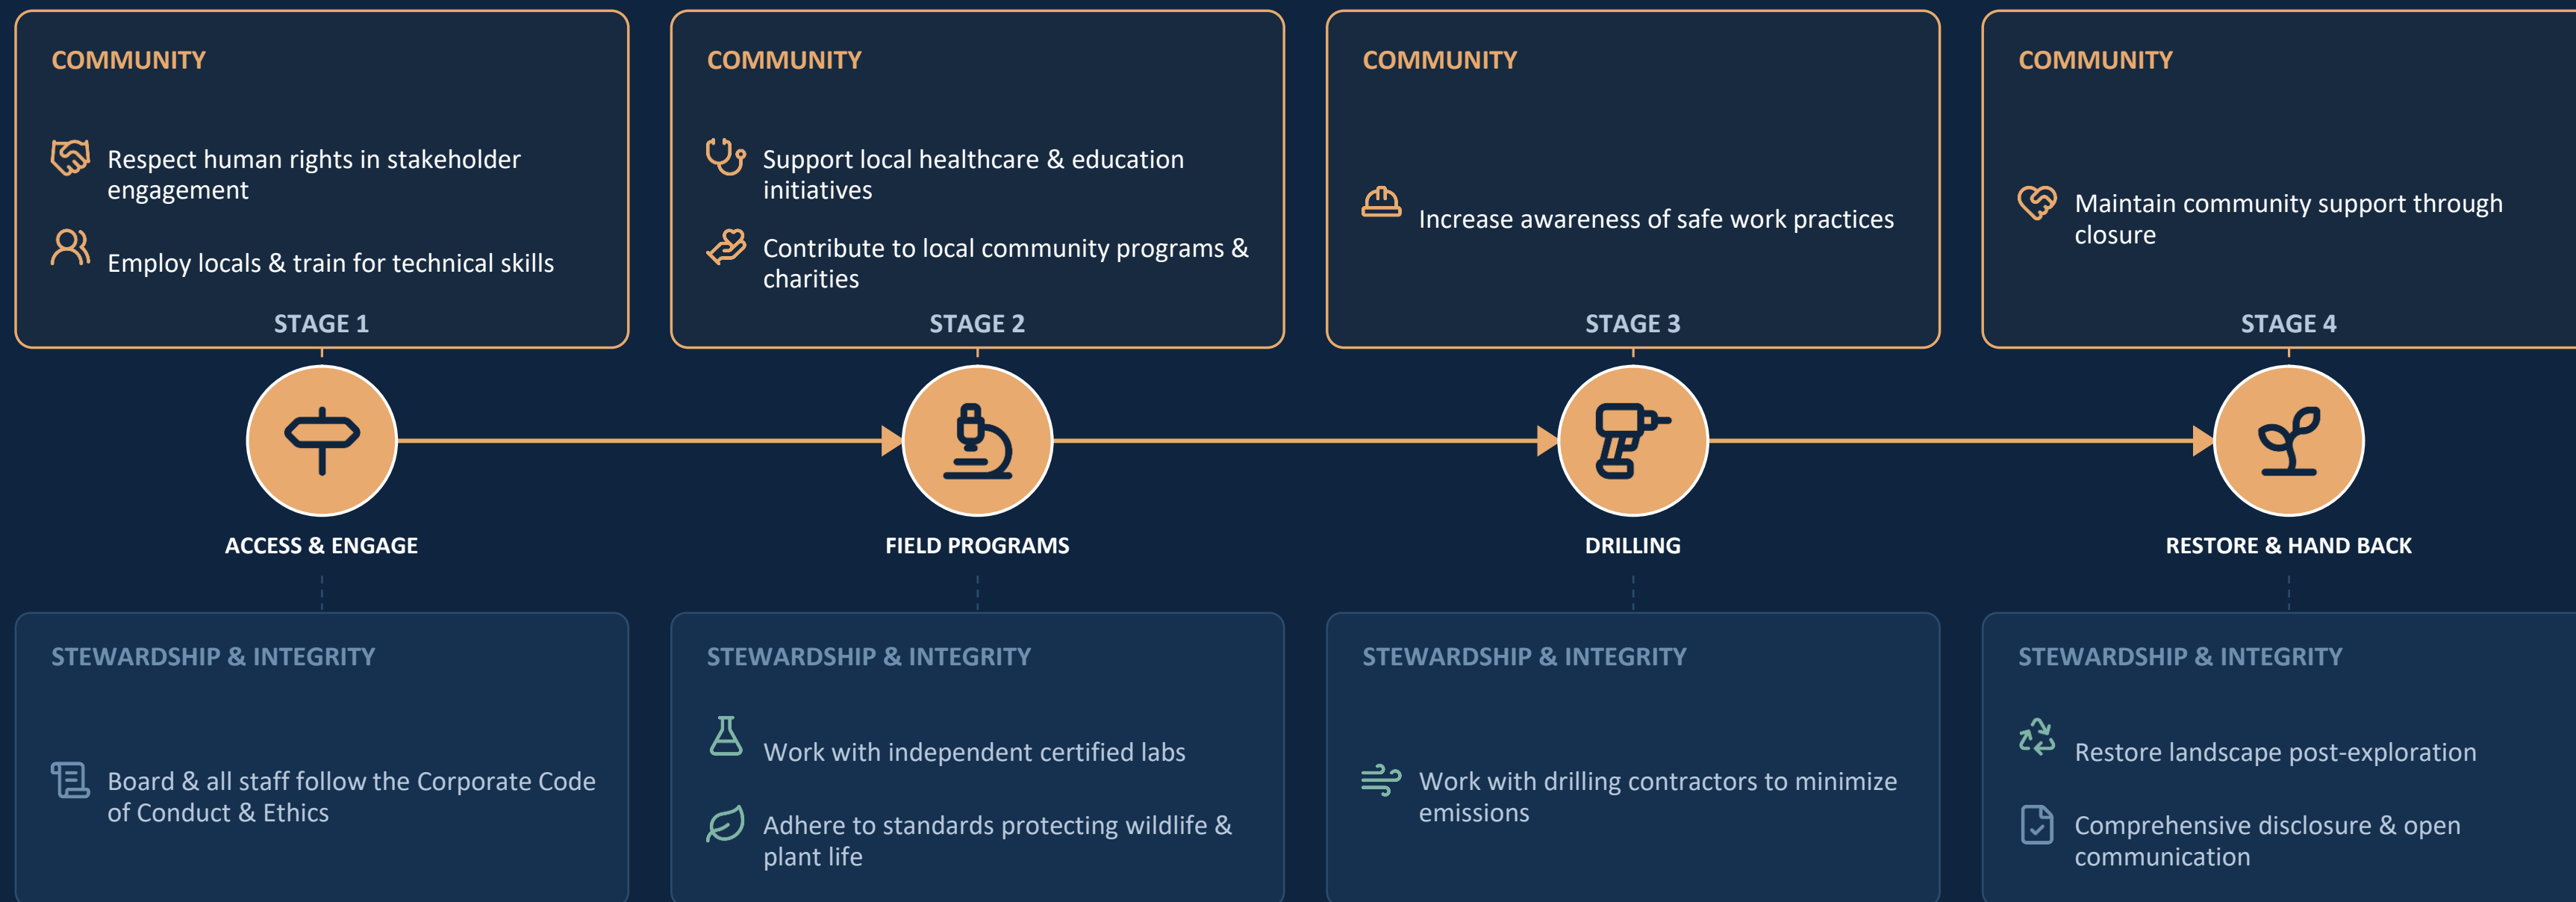 COMMUNITY
Respect human rights in stakeholder
engagement
Employ locals & train for technical skills
STAGE 1
COMMUNITY
Support local healthcare & education
initiatives
Contribute to local community programs &
charities
STAGE 2
COMMUNITY
Increase awareness of safe work practices
STAGE 3
COMMUNITY
Maintain community support through
closure
STAGE 4
ACCESS & ENGAGE
FIELD PROGRAMS
DRILLING
RESTORE & HAND BACK
STEWARDSHIP & INTEGRITY
Board & all staff follow the Corporate Code
of Conduct & Ethics
STEWARDSHIP & INTEGRITY
Work with independent certified labs
Adhere to standards protecting wildlife &
plant life
STEWARDSHIP & INTEGRITY
Work with drilling contractors to minimize
emissions
STEWARDSHIP & INTEGRITY
Restore landscape post-exploration
Comprehensive disclosure & open
communication